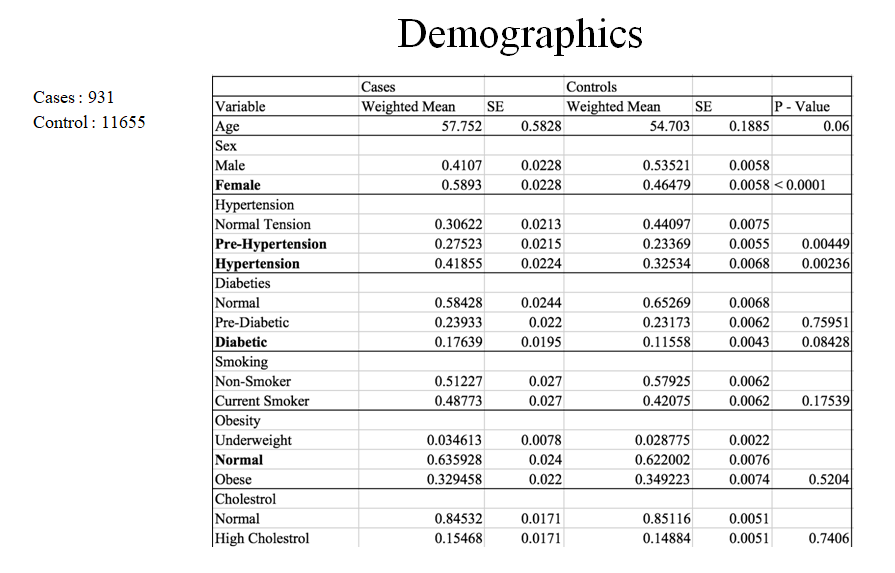 Demographics
Cases : 931
Control : 11655
Cases Controls
Variable Weighted Mean SE Weighted Mean SE P - Value
Age 57.752 0.5828 54.703 0.1885 0.06
Sex
Male 0.4107 0.0228 0.53521 0.0058
Female 0.5893 0.0228 0.46479 0.0058 < 0.0001
Hypertension
Normal Tension 0.30622 0.0213 0.44097 0.0075
Pre-Hypertension 0.27523 0.0215 0.23369 0.0055 0.00449
Hypertension 0.41855 0.0224 0.32534 0.0068 0.00236
Diabeties
Normal 0.58428 0.0244 0.65269 0.0068
Pre-Diabetic 0.23933 0.022 0.23173 0.0062 0.75951
Diabetic 0.17639 0.0195 0.11558 0.0043 0.08428
Smoking
Non-Smoker 0.51227 0.027 0.57925 0.0062
Current Smoker 0.48773 0.027 0.42075 0.0062 0.17539
Obesity
Underweight 0.034613 0.0078 0.028775 0.0022
Normal 0.635928 0.024 0.622002 0.0076
Obese 0.329458 0.022 0.349223 0.0074 0.5204
Cholestrol
Normal 0.84532 0.0171 0.85116 0.0051
High Cholestrol 0.15468 0.0171 0.14884 0.0051 0.7406